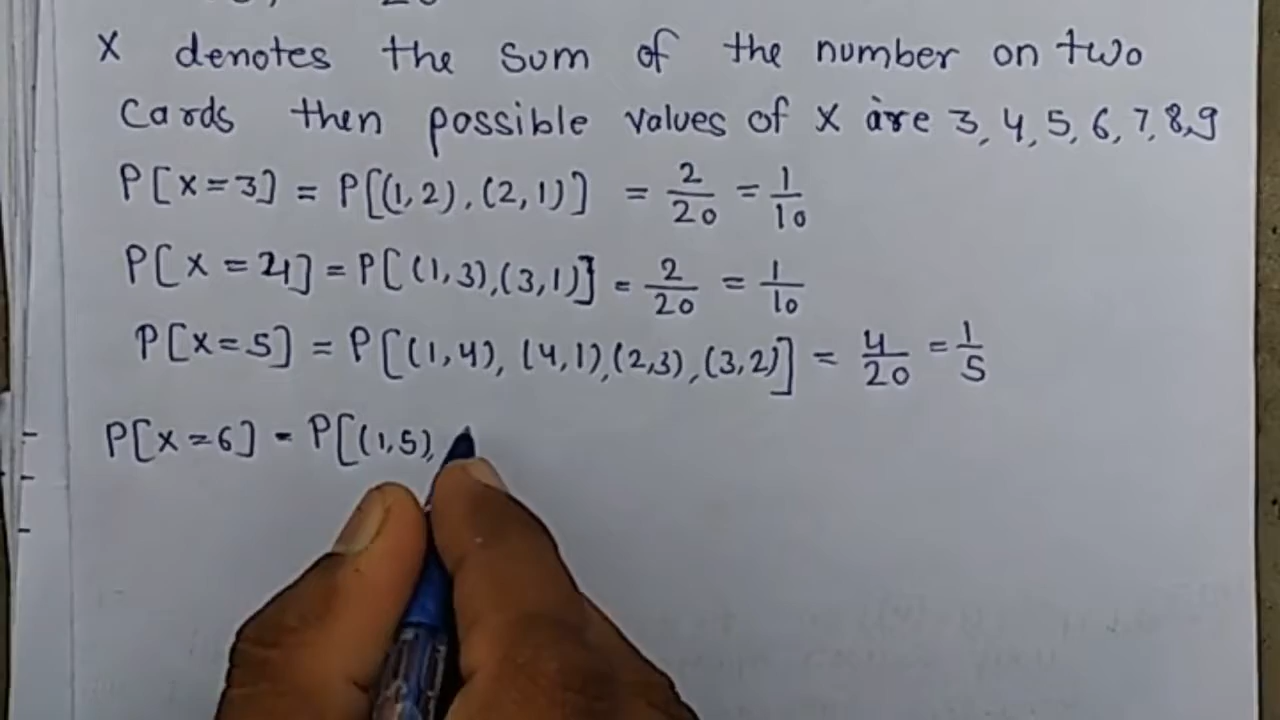 20
X denotes the sum of the number on two
Cards then possible values of X are 3, 4, 5, 6, 7, 8, 9
P[X=3] = P[(1,2), (2,1)] = 2/20 = 1/10
P[X=4] = P[(1,3),(3,1)] = 2/20 = 1/10
P[X=5] = P[(1,4), (4,1),(2,3),(3,2)] = 4/20 = 1/5
P[X=6] = P[(1,5),